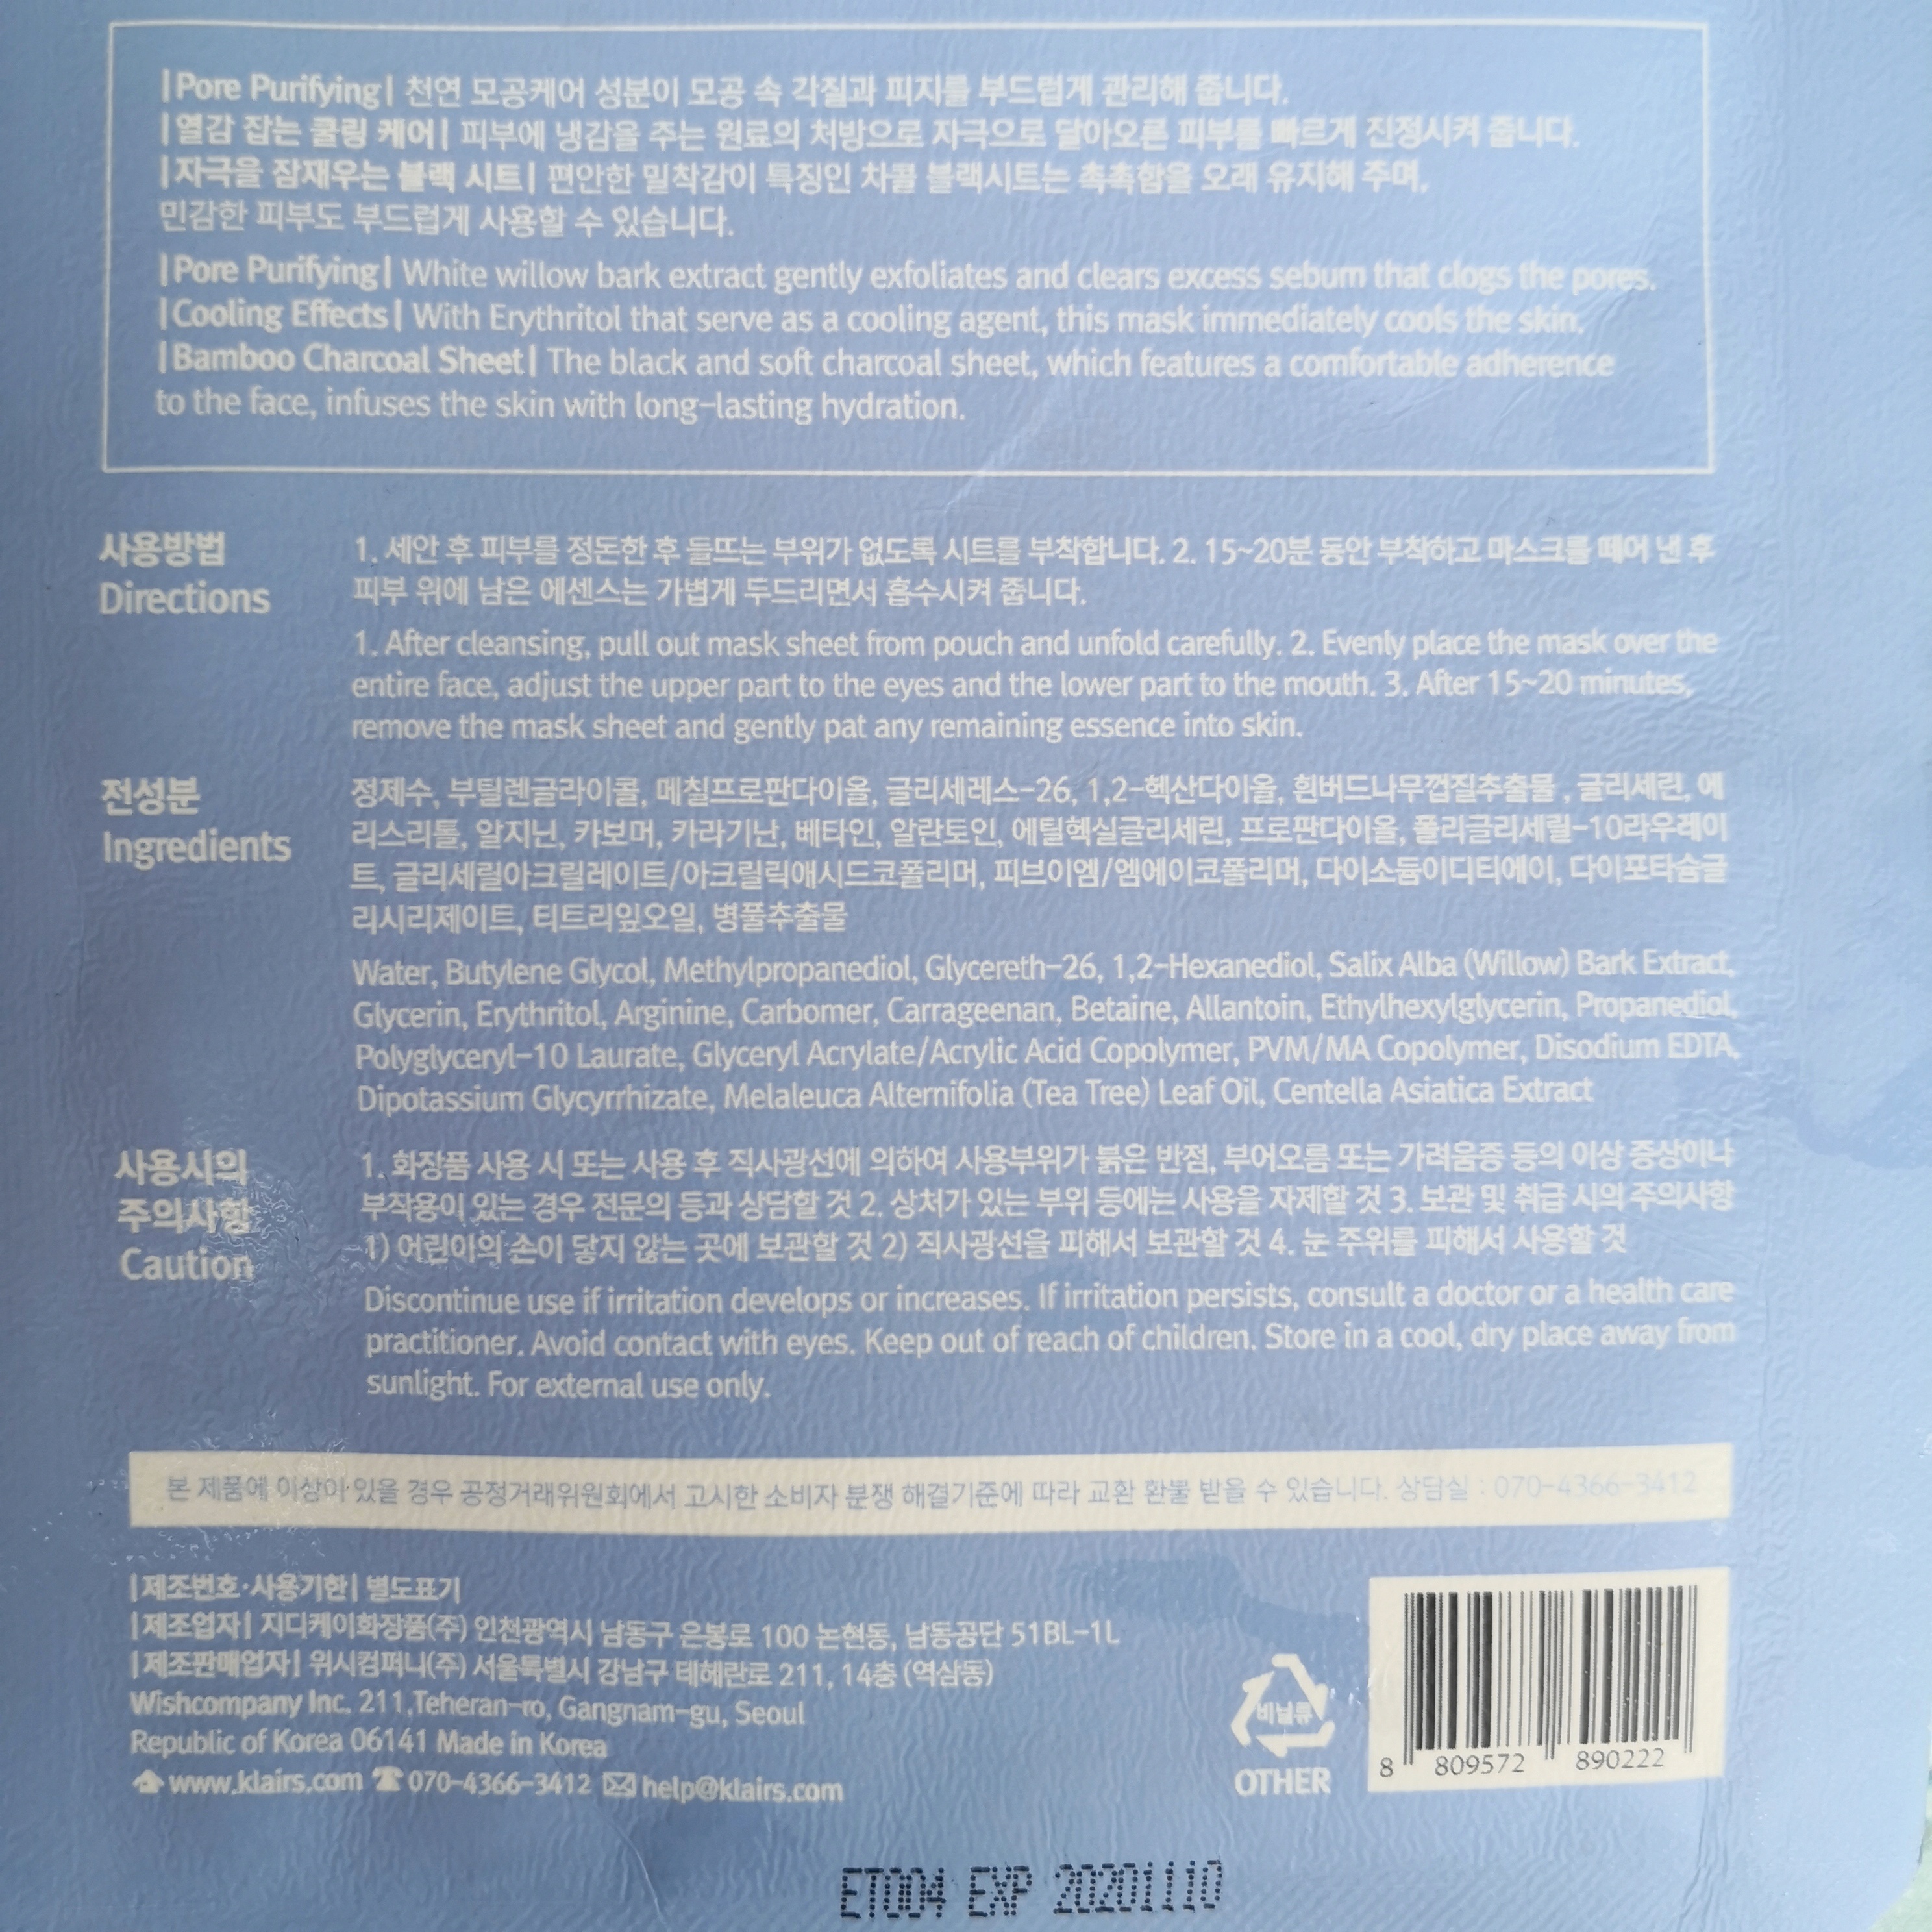 |Pore Purifying| 천연 모공케어 성분이 모공 속 각질과 피지를 부드럽게 관리해 줍니다.
|열감 잡는 쿨링 케어| 피부에 냉감을 주는 원료의 처방으로 자극으로 달아오른 피부를 빠르게 진정시켜 줍니다.
|자극을 잠재우는 블랙 시트| 편안한 밀착감이 특징인 차콜 블랙시트는 촉촉함을 오래 유지해 주며,
민감한 피부도 부드럽게 사용할 수 있습니다.
|Pore Purifying| White willow bark extract gently exfoliates and clears excess sebum that clogs the pores.
|Cooling Effects| With Erythritol that serve as a cooling agent, this mask immediately cools the skin.
|Bamboo Charcoal Sheet| The black and soft charcoal sheet, which features a comfortable adherence
to the face, infuses the skin with long-lasting hydration.
사용방법
Directions
1. 세안 후 피부를 정돈한 후 들뜨는 부위가 없도록 시트를 부착합니다. 2. 15~20분 동안 부착하고 마스크를 떼어 낸 후
피부 위에 남은 에센스는 가볍게 두드리면서 흡수시켜 줍니다.
1. After cleansing, pull out mask sheet from pouch and unfold carefully. 2. Evenly place the mask over the
entire face, adjust the upper part to the eyes and the lower part to the mouth. 3. After 15~20 minutes,
remove the mask sheet and gently pat any remaining essence into skin.
전성분
Ingredients
정제수, 부틸렌글라이콜, 메칠프로판다이올, 글리세레스-26, 1,2-헥산다이올, 흰버드나무껍질추출물 , 글리세린, 에
리스리톨, 알지닌, 카보머, 카라기난, 베타인, 알란토인, 에틸헥실글리세린, 프로판다이올, 폴리글리세릴-10라우레이
트, 글리세릴아크릴레이트/아크릴릭애시드코폴리머, 피브이엠/엠에이코폴리머, 다이소듐이디티에이, 다이포타슘글
리시리제이트, 티트리잎오일, 병풀추출물
Water, Butylene Glycol, Methylpropanediol, Glycereth-26, 1,2-Hexanediol, Salix Alba (Willow) Bark Extract,
Glycerin, Erythritol, Arginine, Carbomer, Carrageenan, Betaine, Allantoin, Ethylhexylglycerin, Propanediol,
Polyglyceryl-10 Laurate, Glyceryl Acrylate/Acrylic Acid Copolymer, PVM/MA Copolymer, Disodium EDTA,
Dipotassium Glycyrrhizate, Melaleuca Alternifolia (Tea Tree) Leaf Oil, Centella Asiatica Extract
사용시의
주의사항
Caution
1. 화장품 사용 시 또는 사용 후 직사광선에 의하여 사용부위가 붉은 반점, 부어오름 또는 가려움증 등의 이상 증상이나
부작용이 있는 경우 전문의 등과 상담할 것 2. 상처가 있는 부위 등에는 사용을 자제할 것 3. 보관 및 취급 시의 주의사항
1) 어린이의 손이 닿지 않는 곳에 보관할 것 2) 직사광선을 피해서 보관할 것 4. 눈 주위를 피해서 사용할 것
Discontinue use if irritation develops or increases. If irritation persists, consult a doctor or a health care
practitioner. Avoid contact with eyes. Keep out of reach of children. Store in a cool, dry place away from
sunlight. For external use only.
본 제품에 이상이 있을 경우 공정거래위원회에서 고시한 소비자 분쟁 해결기준에 따라 교환 환불 받을 수 있습니다. 상담실 : 070-4366-3412
|제조번호·사용기한| 별도표기
|제조업자| 지디케이화장품(주) 인천광역시 남동구 은봉로 100 논현동, 남동공단 51BL-1L
|제조판매업자| 위시컴퍼니(주) 서울특별시 강남구 테헤란로 211, 14층 (역삼동)
Wishcompany Inc. 211,Teheran-ro, Gangnam-gu, Seoul
Republic of Korea 06141 Made in Korea
www.klairs.com 070-4366-3412 help@klairs.com
비닐류
OTHER
8 809572 890222
ET004 EXP 20201110